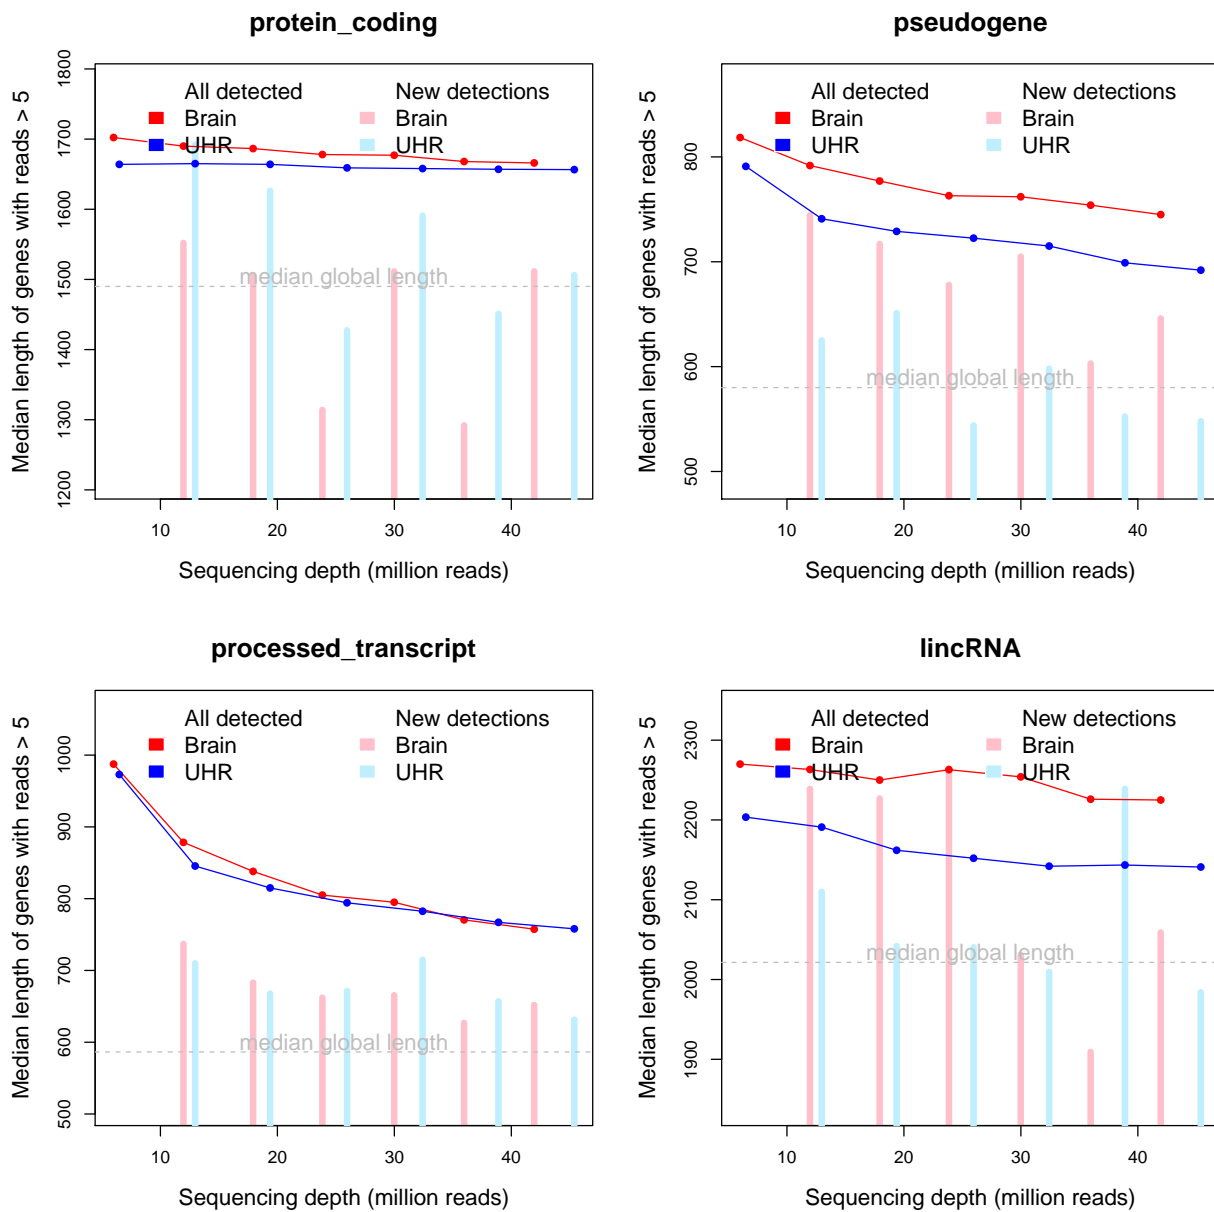 protein_coding
Median length of genes with reads > 5
1800
1700
1600
1500
1400
1300
1200
All detected New detections
Brain Brain
UHR UHR
median global length
10 20 30 40
Sequencing depth (million reads)
pseudogene
Median length of genes with reads > 5
800
700
600
500
All detected New detections
Brain Brain
UHR UHR
median global length
10 20 30 40
Sequencing depth (million reads)
processed_transcript
Median length of genes with reads > 5
1000
900
800
700
600
500
All detected New detections
Brain Brain
UHR UHR
median global length
10 20 30 40
Sequencing depth (million reads)
lincRNA
Median length of genes with reads > 5
2300
2200
2100
2000
1900
All detected New detections
Brain Brain
UHR UHR
median global length
10 20 30 40
Sequencing depth (million reads)